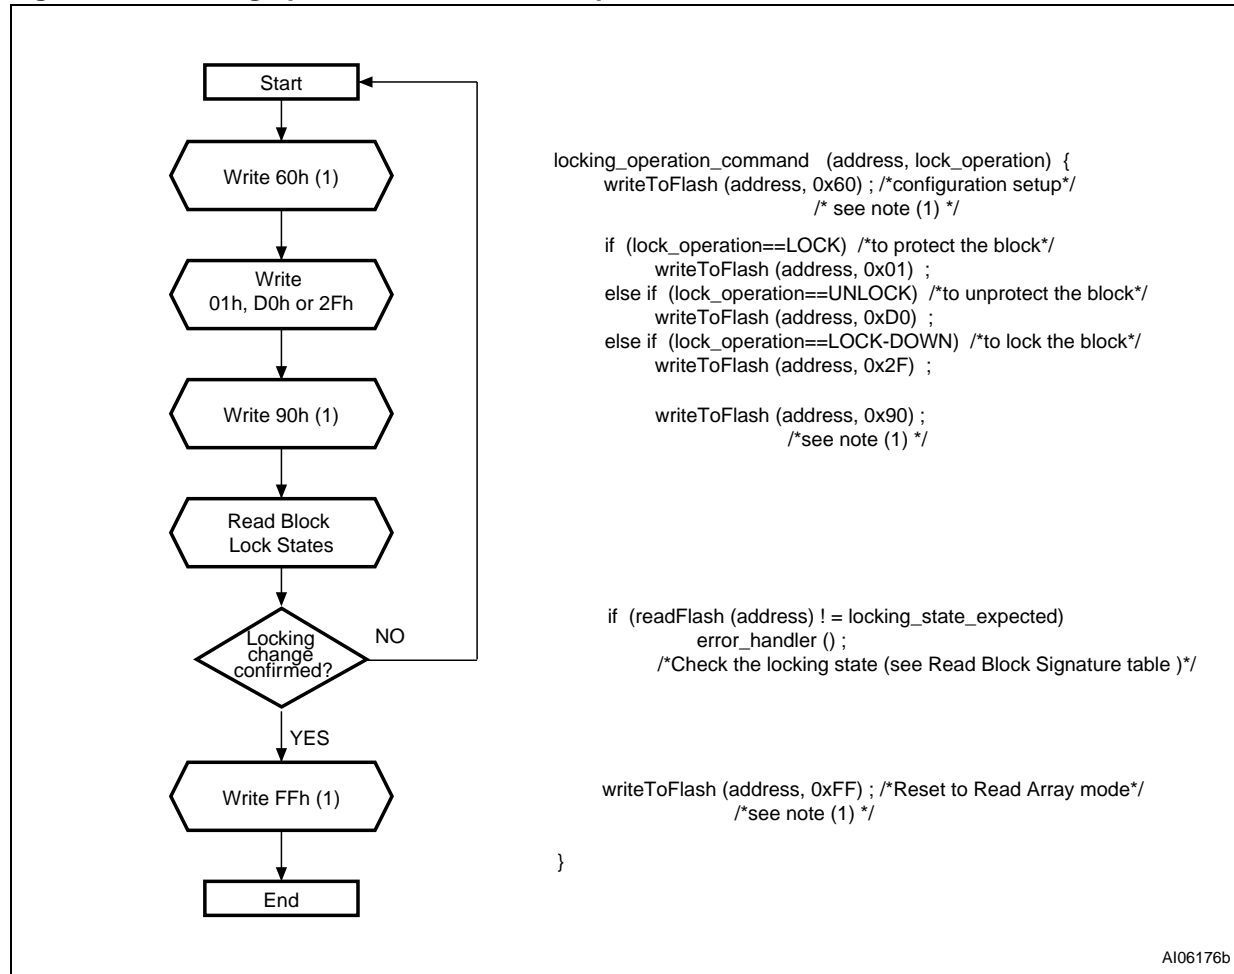 Start
Write 60h (1)
Write
01h, D0h or 2Fh
Write 90h (1)
Read Block
Lock States
Locking
change
confirmed?
NO
YES
Write FFh (1)
End
locking_operation_command (address, lock_operation) {
writeToFlash (address, 0x60) ; /*configuration setup*/
/* see note (1) */
if (lock_operation==LOCK) /*to protect the block*/
writeToFlash (address, 0x01) ;
else if (lock_operation==UNLOCK) /*to unprotect the block*/
writeToFlash (address, 0xD0) ;
else if (lock_operation==LOCK-DOWN) /*to lock the block*/
writeToFlash (address, 0x2F) ;
writeToFlash (address, 0x90) ;
/*see note (1) */
if (readFlash (address) ! = locking_state_expected)
error_handler () ;
/*Check the locking state (see Read Block Signature table )*/
writeToFlash (address, 0xFF) ; /*Reset to Read Array mode*/
/*see note (1) */
}
AI06176b